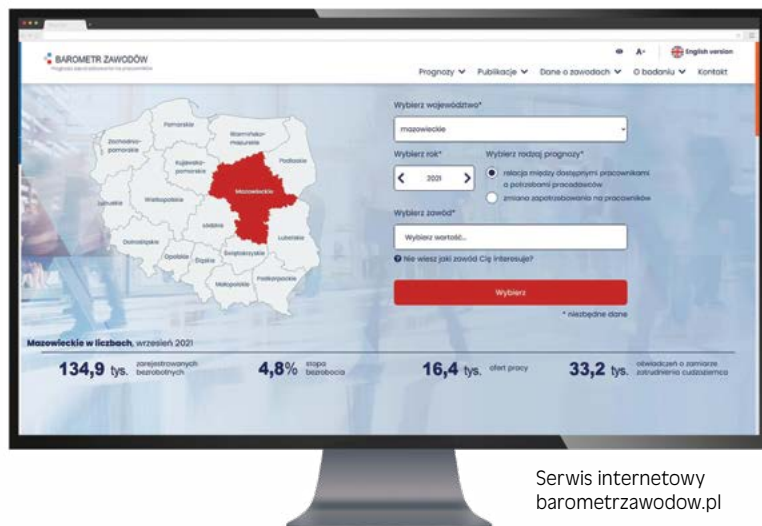 BAROMETR ZAWODÓW
Prognoza zapotrzebowania na pracowników
A+
English version
Prognozy
Publikacje
Dane o zawodach
O badaniu
Kontakt
Pomorskie
Warmińsko-
mazurskie
Zachodnio-
pomorskie
Podlaskie
Kujawsko-
pomorskie
Mazowieckie
Lubuskie
Wielkopolskie
Łódzkie
Lubelskie
Dolnośląskie
Opolskie
Śląskie
Świętokrzyskie
Małopolskie
Podkarpackie
Wybierz województwo*
mazowieckie
Wybierz rok*
Wybierz rodzaj prognozy*
2021
relacja między dostępnymi pracownikami
a potrzebami pracodawców
zmiana zapotrzebowania na pracowników
Wybierz zawód*
Wybierz wartość...
Nie wiesz jaki zawód Cię interesuje?
Wybierz
* niezbędne dane
Mazowieckie w liczbach, wrzesień 2021
134,9 tys. zarejestrowanych
bezrobotnych
4,8% stopa
bezrobocia
16,4 tys. ofert pracy
33,2 tys. oświadczeń o zamiarze
zatrudnienia cudzoziemca
Serwis internetowy
barometrzawodow.pl